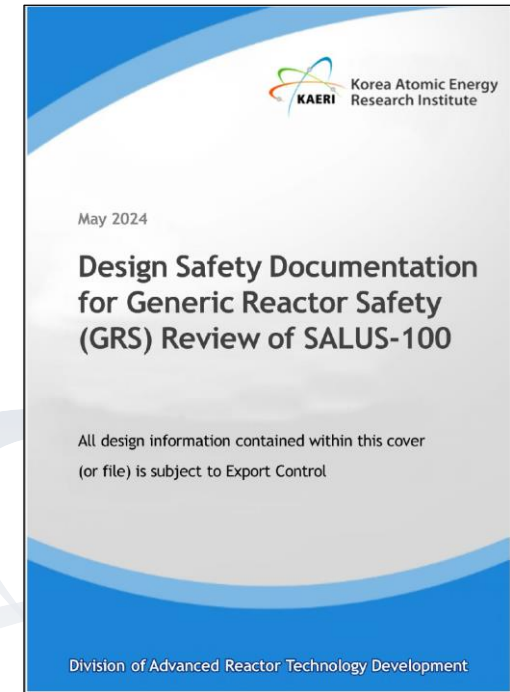 KAERI
Korea Atomic Energy
Research Institute
May 2024
Design Safety Documentation
for Generic Reactor Safety
(GRS) Review of SALUS-100
All design information contained within this cover
(or file) is subject to Export Control
Division of Advanced Reactor Technology Development